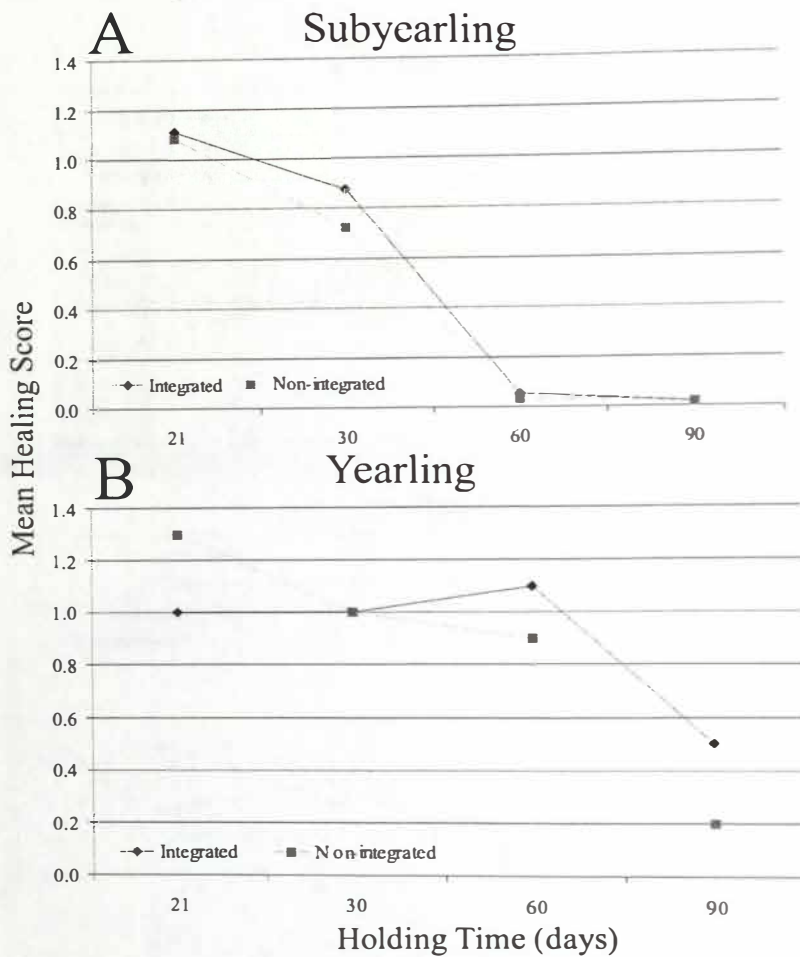 A Subyearling
1.4
1.2
1.0
0.8
0.6
0.4
0.2
0.0
Integrated Non-integrated
21 30 60 90
Mean Healing Score
B Yearling
1.4
1.2
1.0
0.8
0.6
0.4
0.2
0.0
Integrated Non-integrated
21 30 60 90
Holding Time (days)